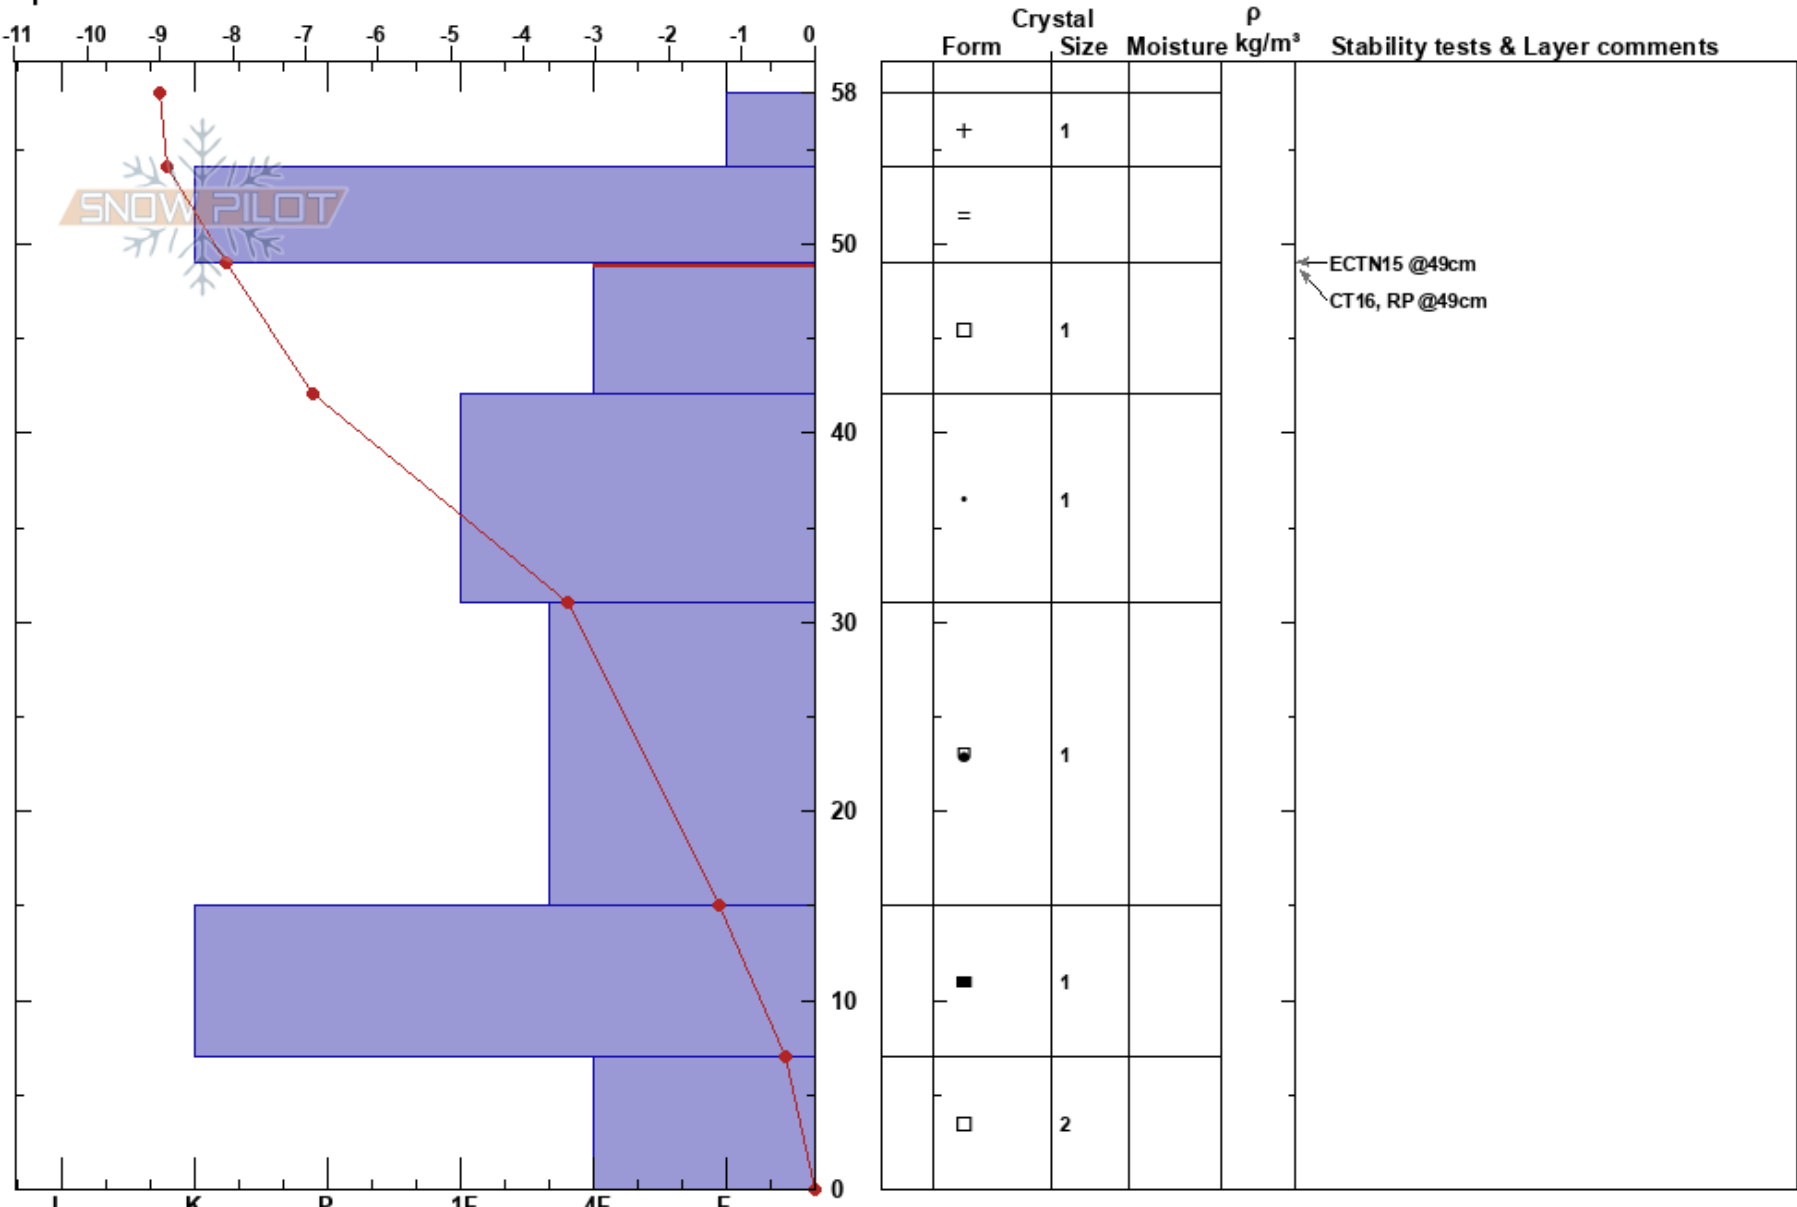 Crystal ρ
-11 -10 -9 -8 -7 -6 -5 -4 -3 -2 -1 0 Form Size Moisture kg/m³ Stability tests & Layer comments
58
+ 1
SNOW PILOT
=
50
ECTN15 @49cm
CT16, RP @49cm
1
40
1
30
20
1
10
1
2
0
K 1F 4F F